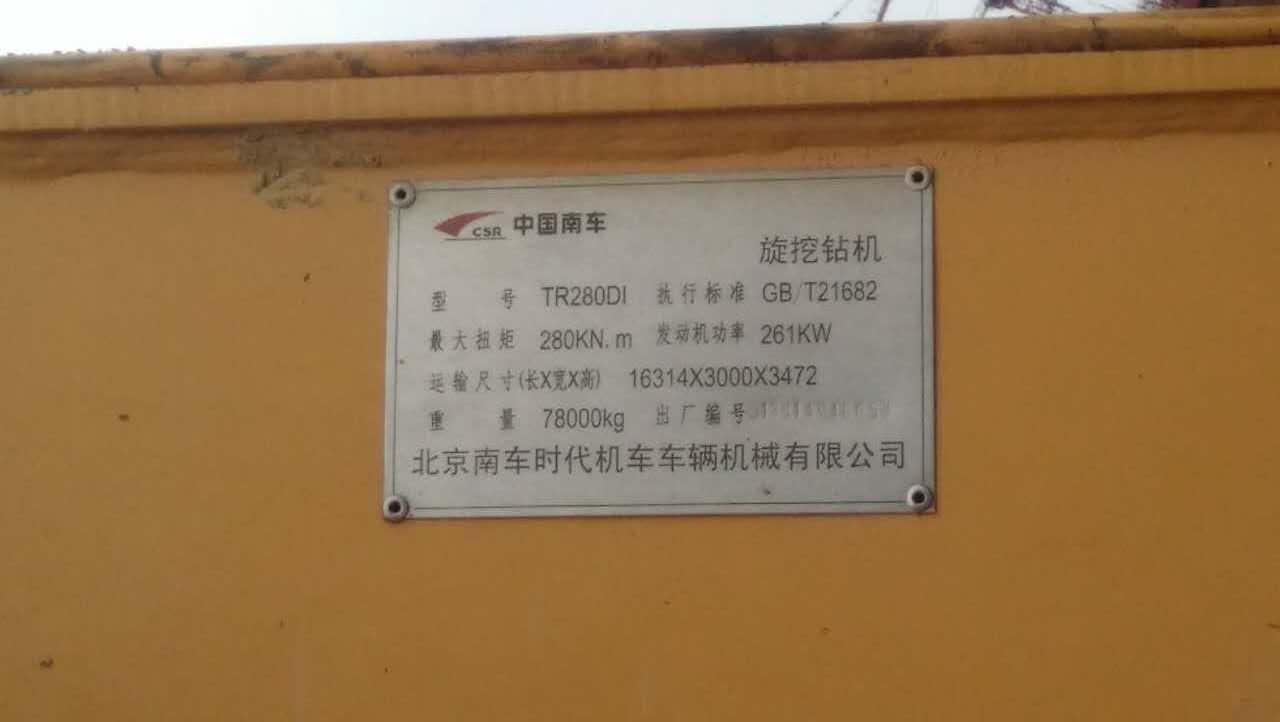 CSR 中国南车
旋挖钻机
型号 TR280DI 执行标准 GB/T21682
最大扭矩 280KN.m 发动机功率 261KW
运输尺寸(长X宽X高) 16314X3000X3472
重量 78000kg 出厂编号
北京南车时代机车车辆机械有限公司